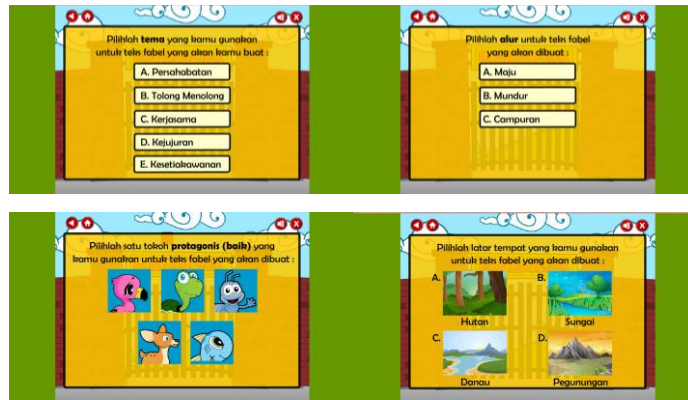 Pilihlah tema yang kamu gunakan
untuk teks fabel yang akan kamu buat :
A. Persahabatan
B. Tolong Menolong
C. Kerjasama
D. Kejujuran
E. Kesetiakawanan
Pilihlah alur untuk teks fabel
yang akan dibuat :
A. Maju
B. Mundur
C. Campuran
Pilihlah satu tokoh protagonis (baik) yang
kamu gunakan untuk teks fabel yang akan dibuat :
Pilihlah latar tempat yang kamu gunakan
untuk teks fabel yang akan dibuat :
A.
Hutan
B.
Sungai
C.
Danau
D.
Pegunungan